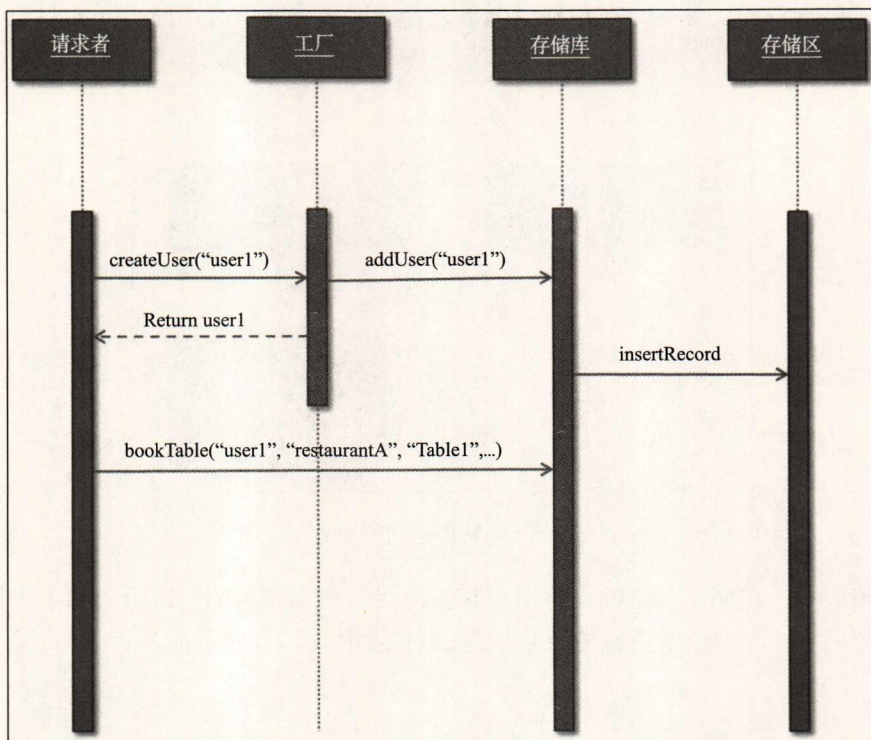 请求者
工厂
存储库
存储区
createUser(“user1”)
addUser(“user1”)
Return user1
insertRecord
bookTable(“user1”, “restaurantA”, “Table1”,...)